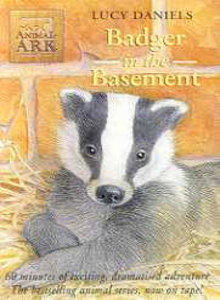 LUCY DANIELS
ANIMAL
ARK
Badger
in the
Basement
60 minutes of exciting, dramatised adventure
The bestselling animal series, now on tape!